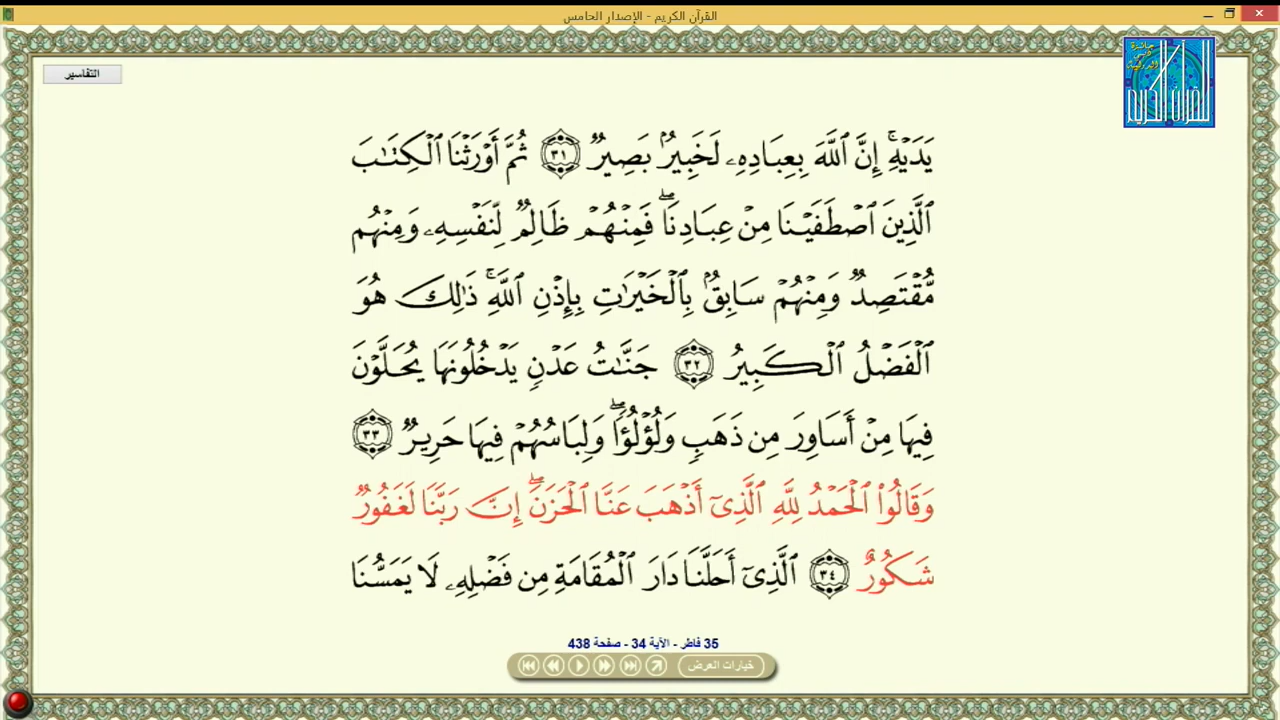 القرآن الكريم - الإصدار الخامس
التفاسير
يَدَيْهِ ۗ إِنَّ ٱللَّهَ بِعِبَادِهِۦ لَخَبِيرٌۢ بَصِيرٌ ٣١ ثُمَّ أَوْرَثْنَا ٱلْكِتَٰبَ
ٱلَّذِينَ ٱصْطَفَيْنَا مِنْ عِبَادِنَا ۖ فَمِنْهُمْ ظَالِمٌ لِّنَفْسِهِۦ وَمِنْهُم
مُّقْتَصِدٌ وَمِنْهُمْ سَابِقٌۢ بِٱلْخَيْرَٰتِ بِإِذْنِ ٱللَّهِ ۚ ذَٰلِكَ هُوَ
ٱلْفَضْلُ ٱلْكَبِيرُ ٣٢ جَنَّٰتُ عَدْنٍ يَدْخُلُونَهَا يُحَلَّوْنَ
فِيهَا مِنْ أَسَاوِرَ مِن ذَهَبٍ وَلُؤْلُؤًا ۖ وَلِبَاسُهُمْ فِيهَا حَرِيرٌ ٣٣
وَقَالُوا۟ ٱلْحَمْدُ لِلَّهِ ٱلَّذِىٓ أَذْهَبَ عَنَّا ٱلْحَزَنَ ۖ إِنَّ رَبَّنَا لَغَفُورٌ
شَكُورٌ ٣٤ ٱلَّذِىٓ أَحَلَّنَا دَارَ ٱلْمُقَامَةِ مِن فَضْلِهِۦ لَا يَمَسُّنَا
35 فاطر - الآية 34 - صفحة 438
خيارات العرض